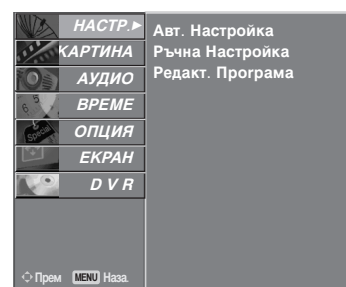 НАСТР.
КАРТИНА
АУДИО
ВРЕМЕ
ОПЦИЯ
ЕКРАН
D V R
Авт. Настройка
Ръчна Настройка
Редакт. Програма
Прем MENU Наза.